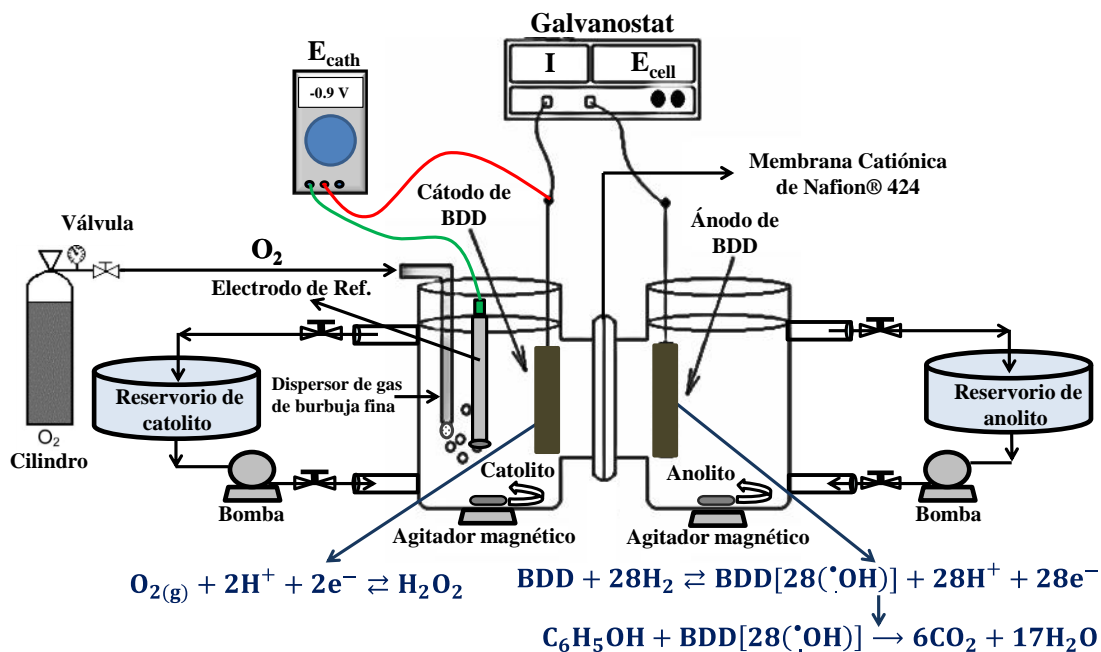 Galvanostat
E_cath
I
E_cell
-0.9 V
Membrana Catiónica
de Nafion® 424
Cátodo de
BDD
Ánodo de
BDD
Válvula
O₂
Electrodo de Ref.
Dispersor de gas
de burbuja fina
Reservorio de
catolito
Reservorio de
anolito
O₂
Cilindro
Catolito
Anolito
Bomba
Bomba
Agitador magnético
Agitador magnético
O₂(g) + 2H⁺ + 2e⁻ ⇄ H₂O₂
BDD + 28H₂ ⇄ BDD[28(•OH)] + 28H⁺ + 28e⁻
C₆H₅OH + BDD[28(•OH)] ⟶ 6CO₂ + 17H₂O